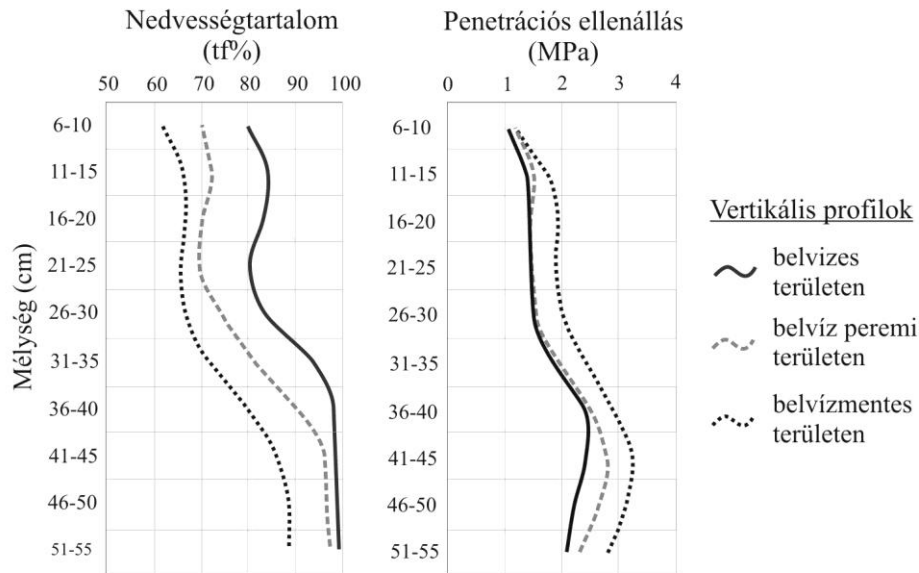 Nedvességtartalom
(tf%)
50 60 70 80 90 100
Mélység (cm)
6-10
11-15
16-20
21-25
26-30
31-35
36-40
41-45
46-50
51-55
Penetrációs ellenállás
(MPa)
0 1 2 3 4
6-10
11-15
16-20
21-25
26-30
31-35
36-40
41-45
46-50
51-55
Vertikális profilok
belvizes
területen
belvíz peremi
területen
belvízmentes
területen